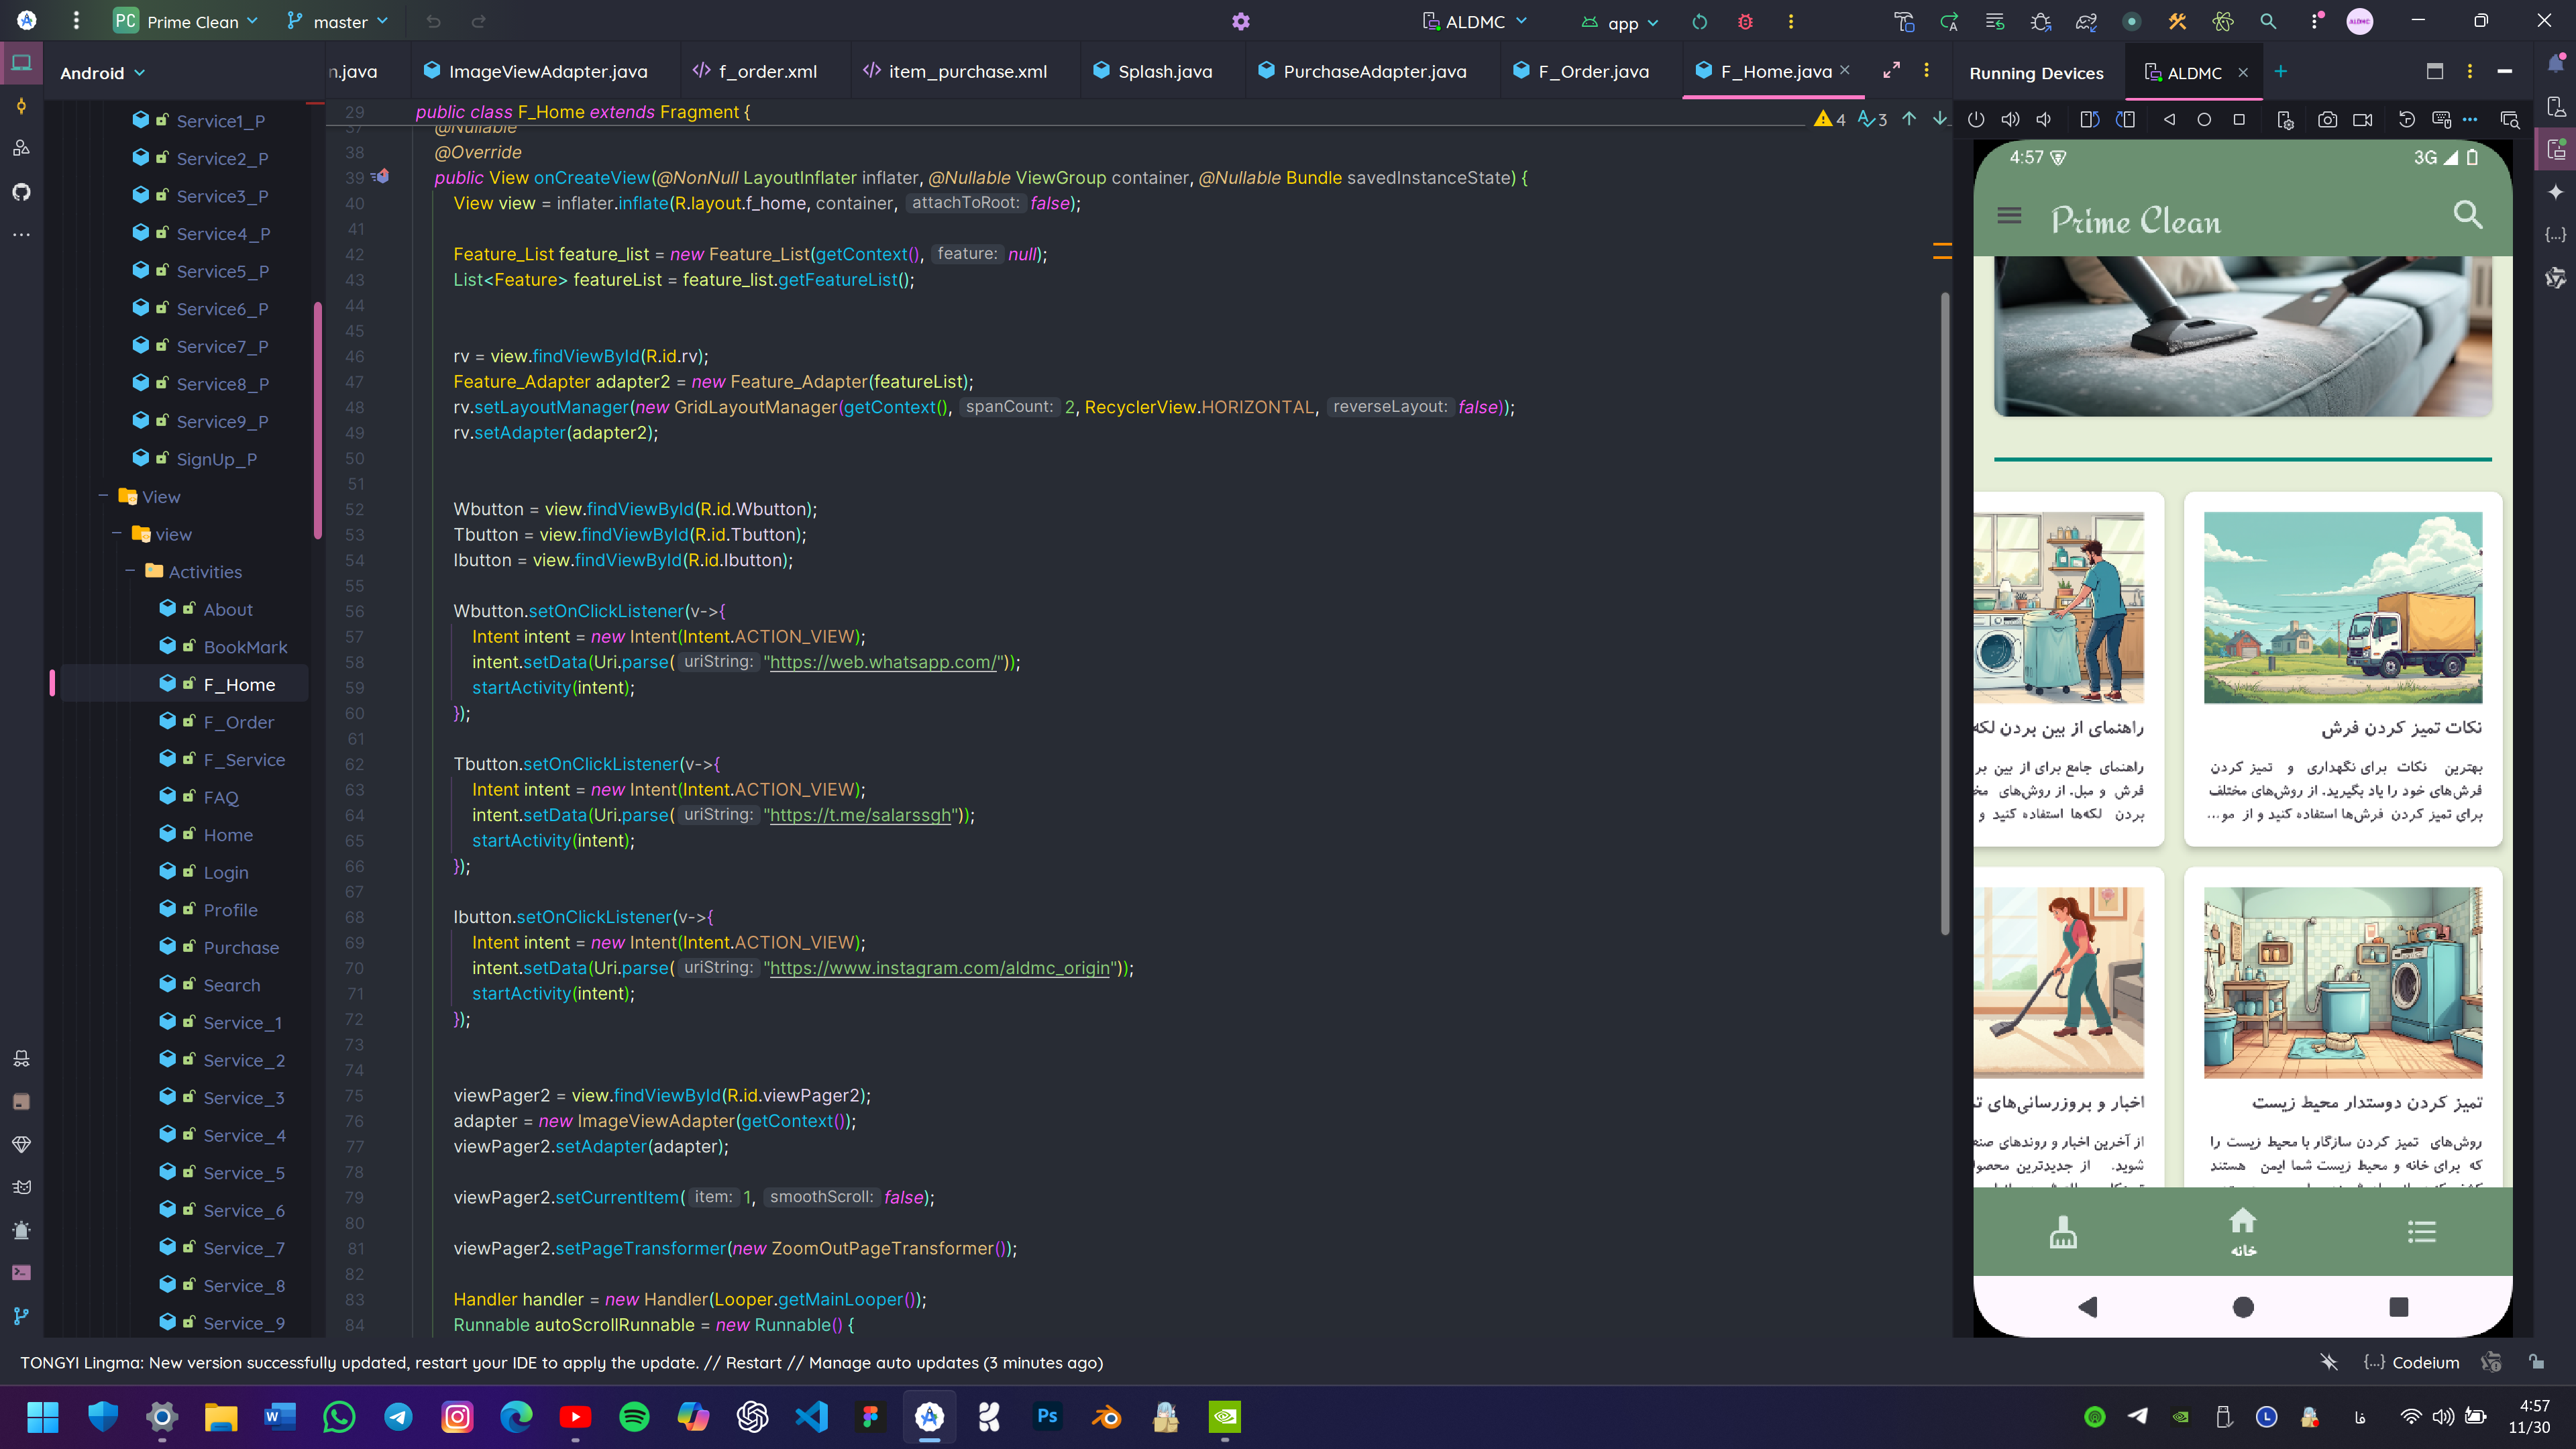 PC Prime Clean master ALDMC app
Android
n.java ImageViewAdapter.java f_order.xml item_purchase.xml Splash.java PurchaseAdapter.java F_Order.java F_Home.java
Service1_P
Service2_P
Service3_P
Service4_P
Service5_P
Service6_P
Service7_P
Service8_P
Service9_P
SignUp_P
View
view
Activities
About
BookMark
F_Home
F_Order
F_Service
FAQ
Home
Login
Profile
Purchase
Search
Service_1
Service_2
Service_3
Service_4
Service_5
Service_6
Service_7
Service_8
Service_9
29 public class F_Home extends Fragment {
4 3
37 @Nullable
38 @Override
39 public View onCreateView(@NonNull LayoutInflater inflater, @Nullable ViewGroup container, @Nullable Bundle savedInstanceState) {
40 View view = inflater.inflate(R.layout.f_home, container, attachToRoot: false);
41
42 Feature_List feature_list = new Feature_List(getContext(), feature: null);
43 List<Feature> featureList = feature_list.getFeatureList();
44
45
46 rv = view.findViewById(R.id.rv);
47 Feature_Adapter adapter2 = new Feature_Adapter(featureList);
48 rv.setLayoutManager(new GridLayoutManager(getContext(), spanCount: 2, RecyclerView.HORIZONTAL, reverseLayout: false));
49 rv.setAdapter(adapter2);
50
51
52 Wbutton = view.findViewById(R.id.Wbutton);
53 Tbutton = view.findViewById(R.id.Tbutton);
54 Ibutton = view.findViewById(R.id.Ibutton);
55
56 Wbutton.setOnClickListener(v->{
57 Intent intent = new Intent(Intent.ACTION_VIEW);
58 intent.setData(Uri.parse( uriString: "https://web.whatsapp.com/"));
59 startActivity(intent);
60 });
61
62 Tbutton.setOnClickListener(v->{
63 Intent intent = new Intent(Intent.ACTION_VIEW);
64 intent.setData(Uri.parse( uriString: "https://t.me/salarssgh"));
65 startActivity(intent);
66 });
67
68 Ibutton.setOnClickListener(v->{
69 Intent intent = new Intent(Intent.ACTION_VIEW);
70 intent.setData(Uri.parse( uriString: "https://www.instagram.com/aldmc_origin"));
71 startActivity(intent);
72 });
73
74
75 viewPager2 = view.findViewById(R.id.viewPager2);
76 adapter = new ImageViewAdapter(getContext());
77 viewPager2.setAdapter(adapter);
78
79 viewPager2.setCurrentItem( item: 1, smoothScroll: false);
80
81 viewPager2.setPageTransformer(new ZoomOutPageTransformer());
82
83 Handler handler = new Handler(Looper.getMainLooper());
84 Runnable autoScrollRunnable = new Runnable() {
Running Devices ALDMC
4:57 3G
Prime Clean
نکات تمیز کردن فرش
بهترین نکات برای نگهداری و تمیز کردن
فرش‌های خود را یاد بگیرید. از روش‌های مختلف
برای تمیز کردن فرش‌ها استفاده کنید و از مو...
راهنمای از بین بردن لکه
راهنمای جامع برای از بین بر
فرش و مبل. از روش‌های مخ
بردن لکه‌ها استفاده کنید و
تمیز کردن دوستدار محیط زیست
روش‌های تمیز کردن سازگار با محیط زیست را
که برای خانه و محیط زیست شما ایمن هستند
اخبار و بروزرسانی‌های ت
از آخرین اخبار و روندهای صنع
شوید. از جدیدترین محصو
خانه
TONGYI Lingma: New version successfully updated, restart your IDE to apply the update. // Restart // Manage auto updates (3 minutes ago)
{...} Codeium
فا
4:57
11/30